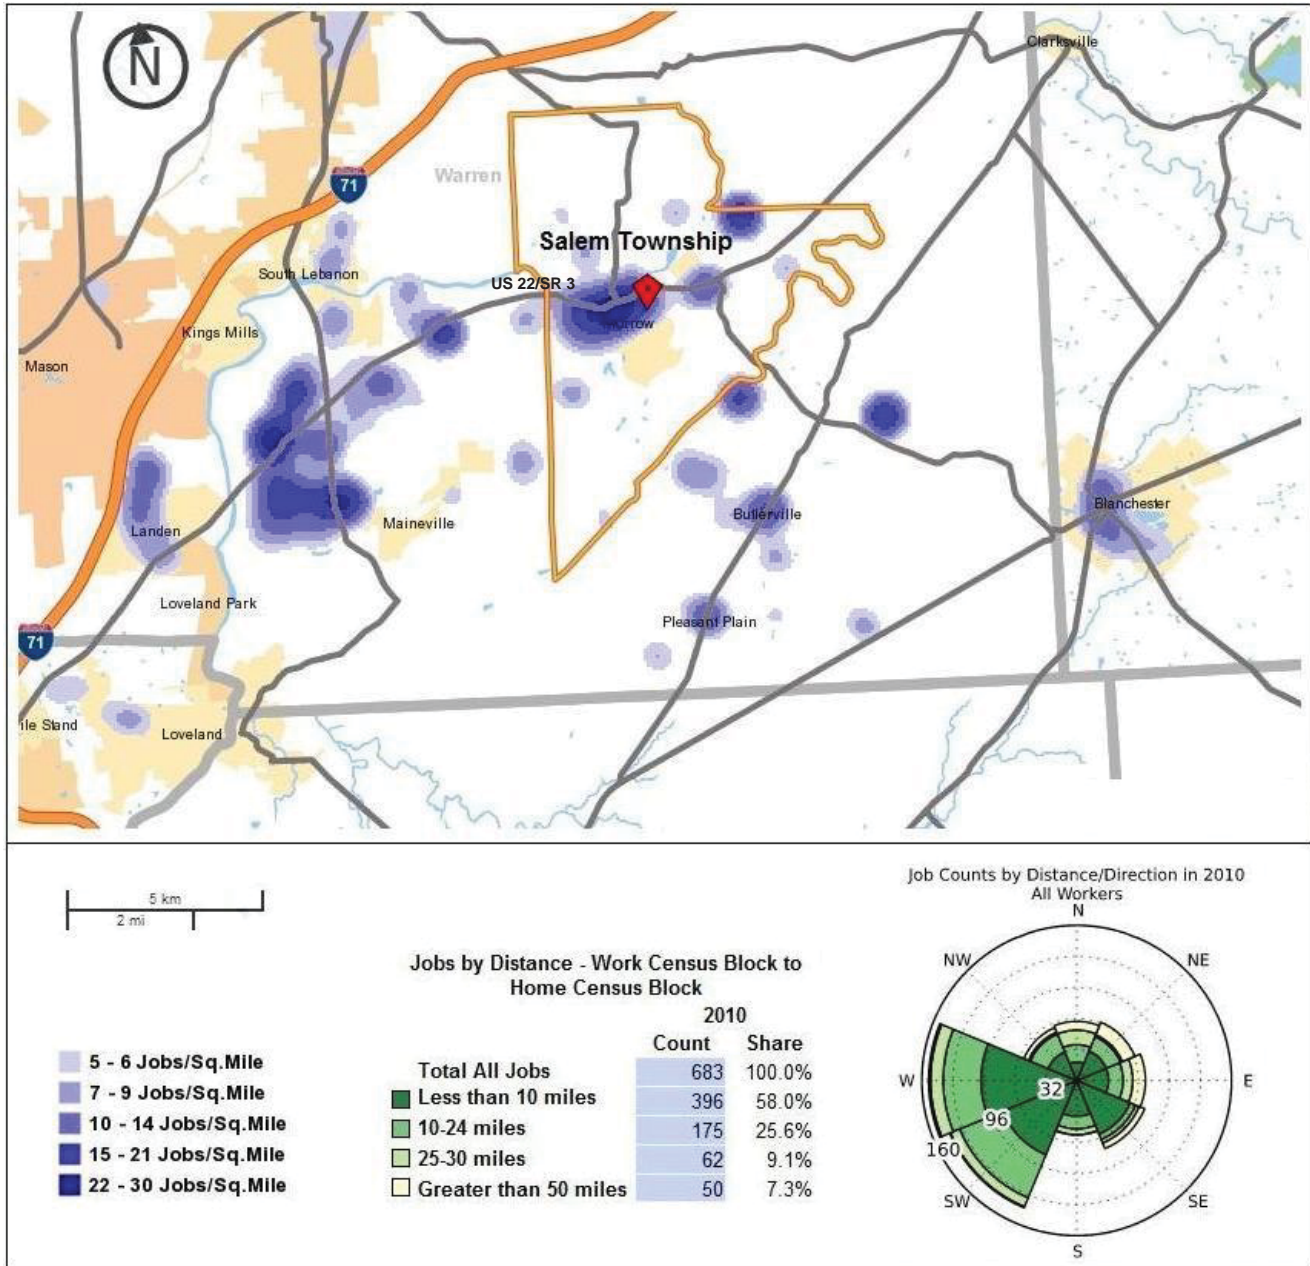 N
Clarksville
71
Warren
Salem Township
South Lebanon
US 22/SR 3
Kings Mills
Mason
Landen
Maineville
Butlerville
Blanchester
Loveland Park
Pleasant Plain
71
ile Stand
Loveland
5 km
2 mi
5 - 6 Jobs/Sq.Mile
7 - 9 Jobs/Sq.Mile
10 - 14 Jobs/Sq.Mile
15 - 21 Jobs/Sq.Mile
22 - 30 Jobs/Sq.Mile
Jobs by Distance - Work Census Block to
Home Census Block
2010
Count Share
Total All Jobs 683 100.0%
Less than 10 miles 396 58.0%
10-24 miles 175 25.6%
25-30 miles 62 9.1%
Greater than 50 miles 50 7.3%
Job Counts by Distance/Direction in 2010
All Workers
N
NW NE
W 32 E
96
160
SW SE
S